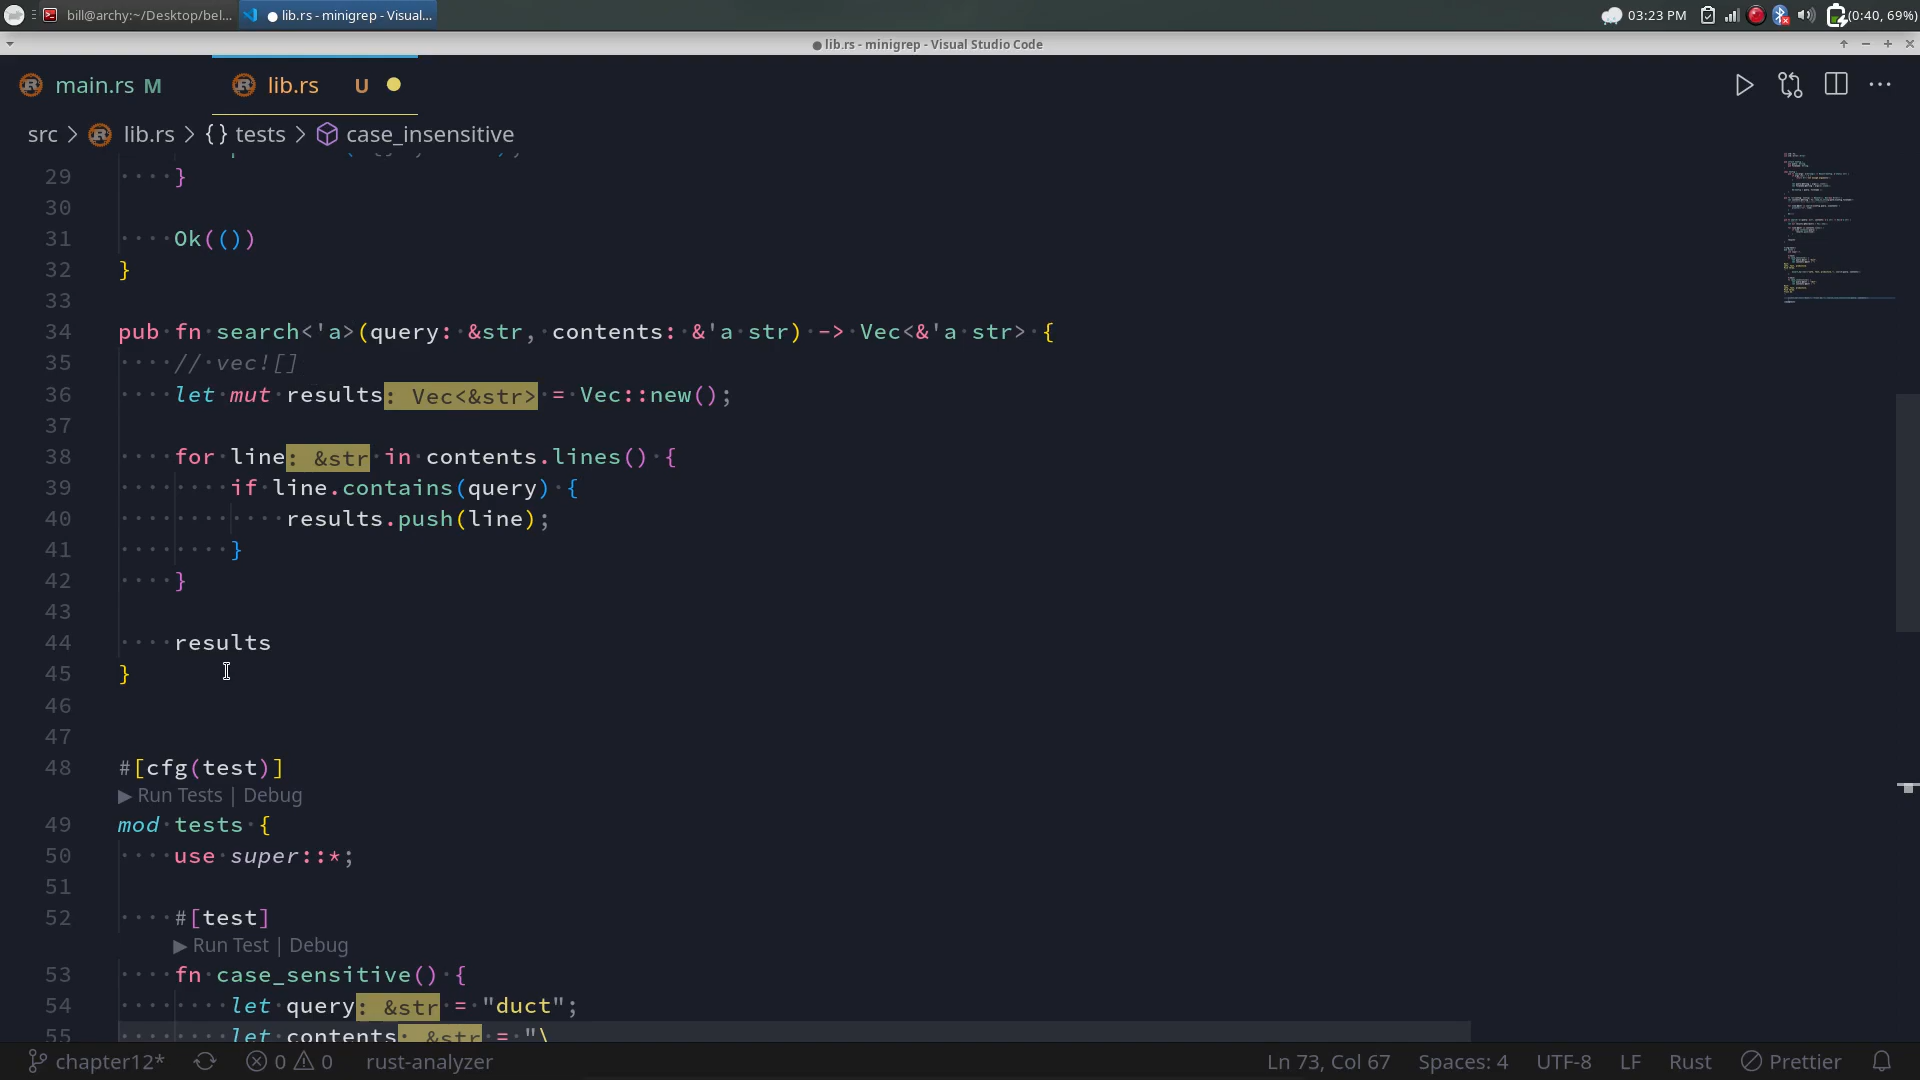 bill@archy:~/Desktop/bel...
● lib.rs - minigrep - Visual...
03:23 PM
(0:40, 69%)
● lib.rs - minigrep - Visual Studio Code
main.rs M
lib.rs U
src > lib.rs > {} tests > case_insensitive
29 }
30
31 Ok(())
32 }
33
34 pub fn search<'a>(query: &str, contents: &'a str) -> Vec<&'a str> {
35 // vec![]
36 let mut results: Vec<&str> = Vec::new();
37
38 for line: &str in contents.lines() {
39 if line.contains(query) {
40 results.push(line);
41 }
42 }
43
44 results
45 }
46
47
48 #[cfg(test)]
▶ Run Tests | Debug
49 mod tests {
50 use super::*;
51
52 #[test]
▶ Run Test | Debug
53 fn case_sensitive() {
54 let query: &str = "duct";
55 let contents: &str = "\
chapter12* 0 0 rust-analyzer
Ln 73, Col 67 Spaces: 4 UTF-8 LF Rust Prettier